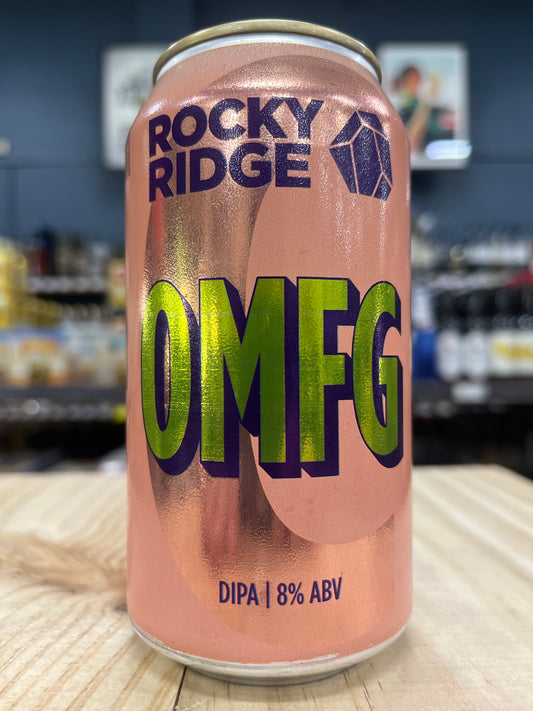 ROCKY
RIDGE
OMFG
DIPA | 8% ABV